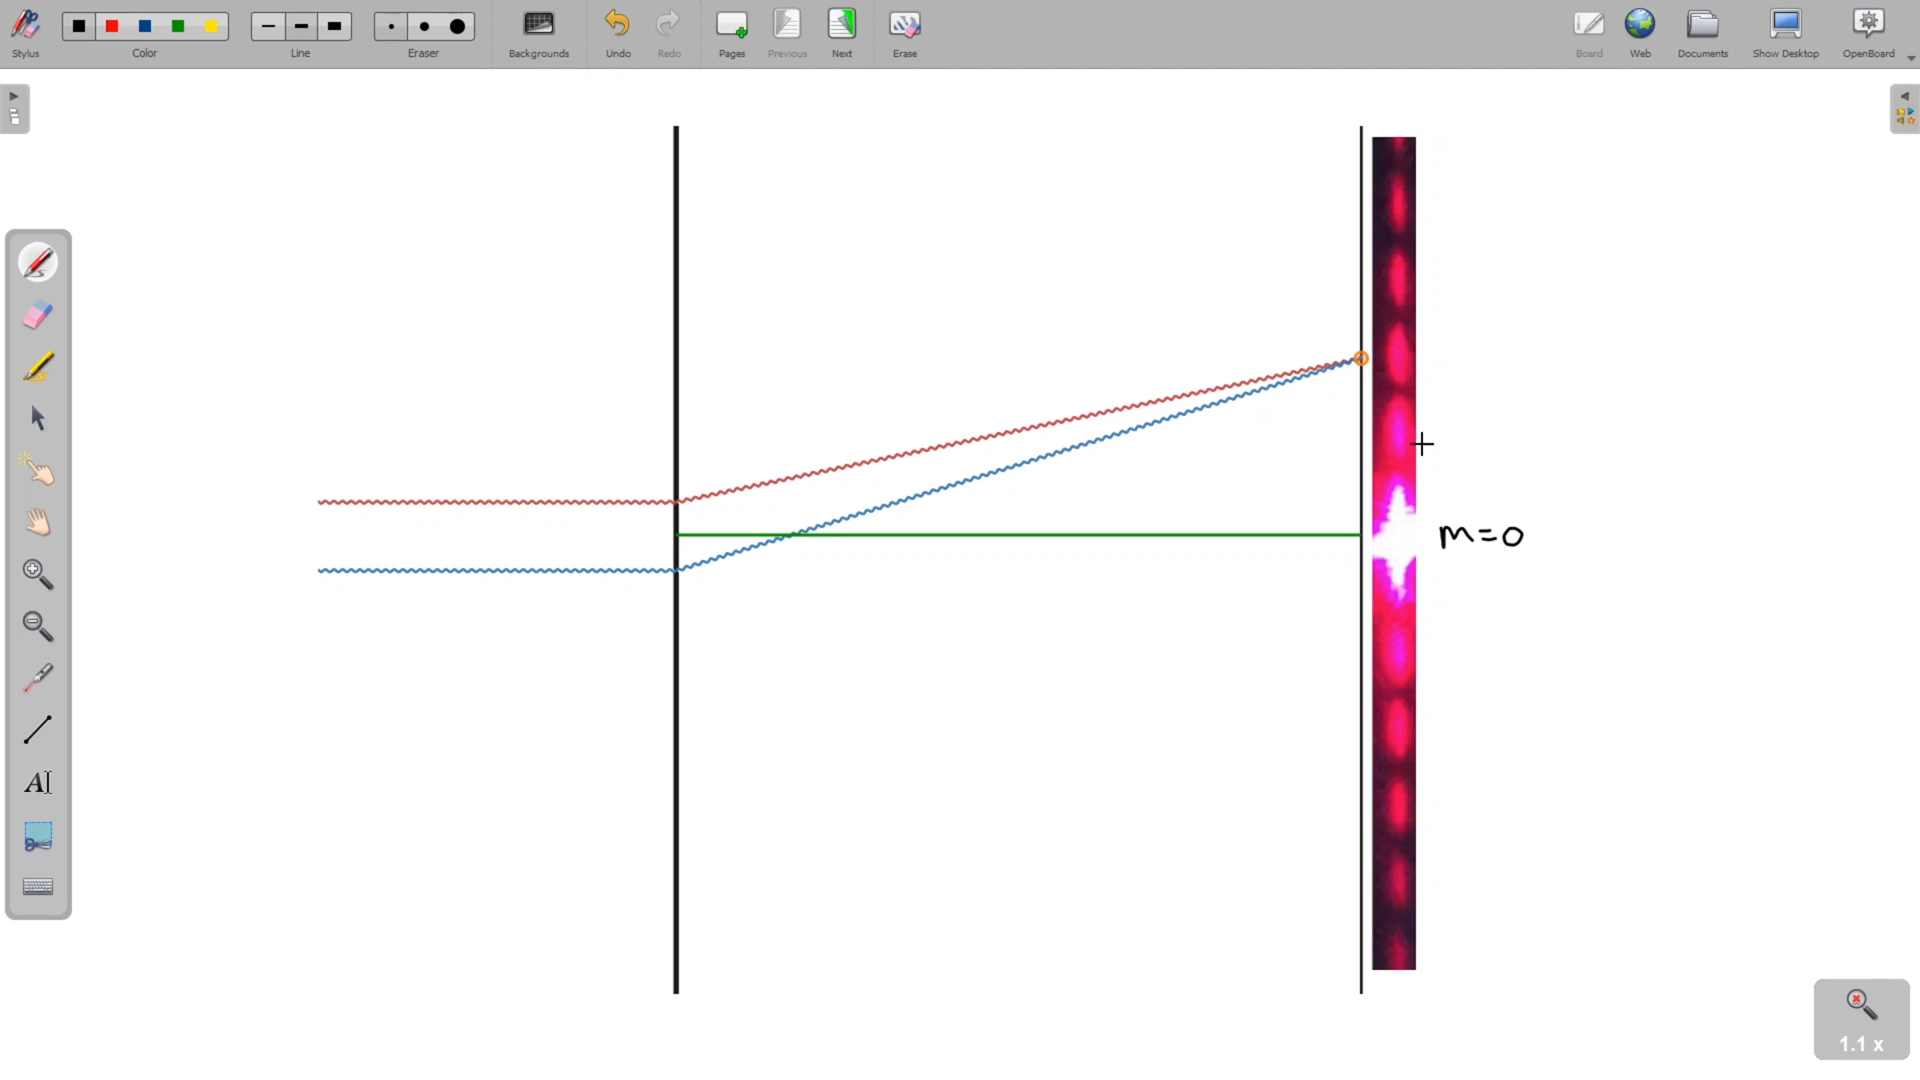 Stylus
Color
Line
Eraser
Backgrounds
Undo
Redo
Pages
Previous
Next
Erase
Board
Web
Documents
Show Desktop
OpenBoard
m=0
AI
1.1 x